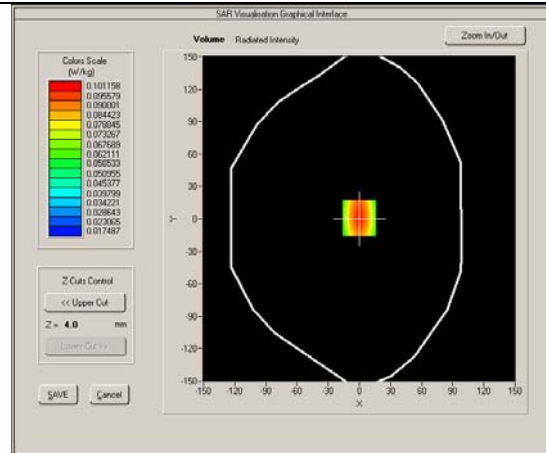 SAR Visualisation Graphical Interface
Volume Radiated Intensity
Zoom In/Out
Colors Scale
(W/kg)
0.101158
0.095579
0.090001
0.084423
0.078845
0.073267
0.067689
0.062111
0.056533
0.050955
0.045377
0.039799
0.034221
0.028643
0.023065
0.017487
Z Cuts Control
<< Upper Cut
Z = 4.0 mm
Lower Cut >>
SAVE Cancel
150
120
90
60
30
0
-30
-60
-90
-120
-150
Y
-150 -120 -90 -60 -30 0 30 60 90 120 150
X